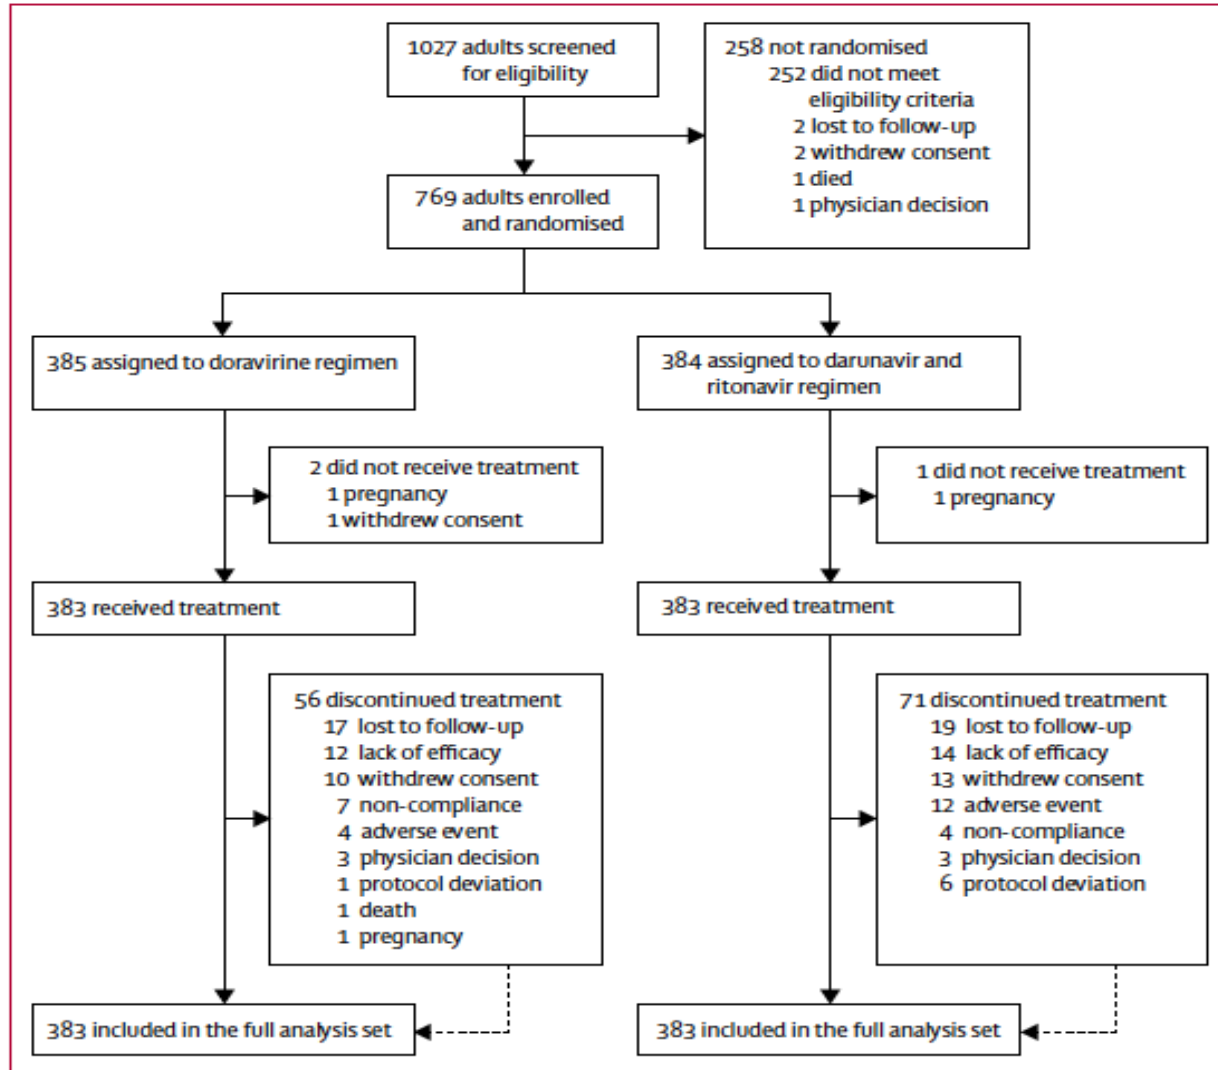 1027 adults screened
for eligibility
258 not randomised
252 did not meet
eligibility criteria
2 lost to follow-up
2 withdrew consent
1 died
1 physician decision
769 adults enrolled
and randomised
385 assigned to doravirine regimen
384 assigned to darunavir and
ritonavir regimen
2 did not receive treatment
1 pregnancy
1 withdrew consent
1 did not receive treatment
1 pregnancy
383 received treatment
383 received treatment
56 discontinued treatment
17 lost to follow-up
12 lack of efficacy
10 withdrew consent
7 non-compliance
4 adverse event
3 physician decision
1 protocol deviation
1 death
1 pregnancy
71 discontinued treatment
19 lost to follow-up
14 lack of efficacy
13 withdrew consent
12 adverse event
4 non-compliance
3 physician decision
6 protocol deviation
383 included in the full analysis set
383 included in the full analysis set